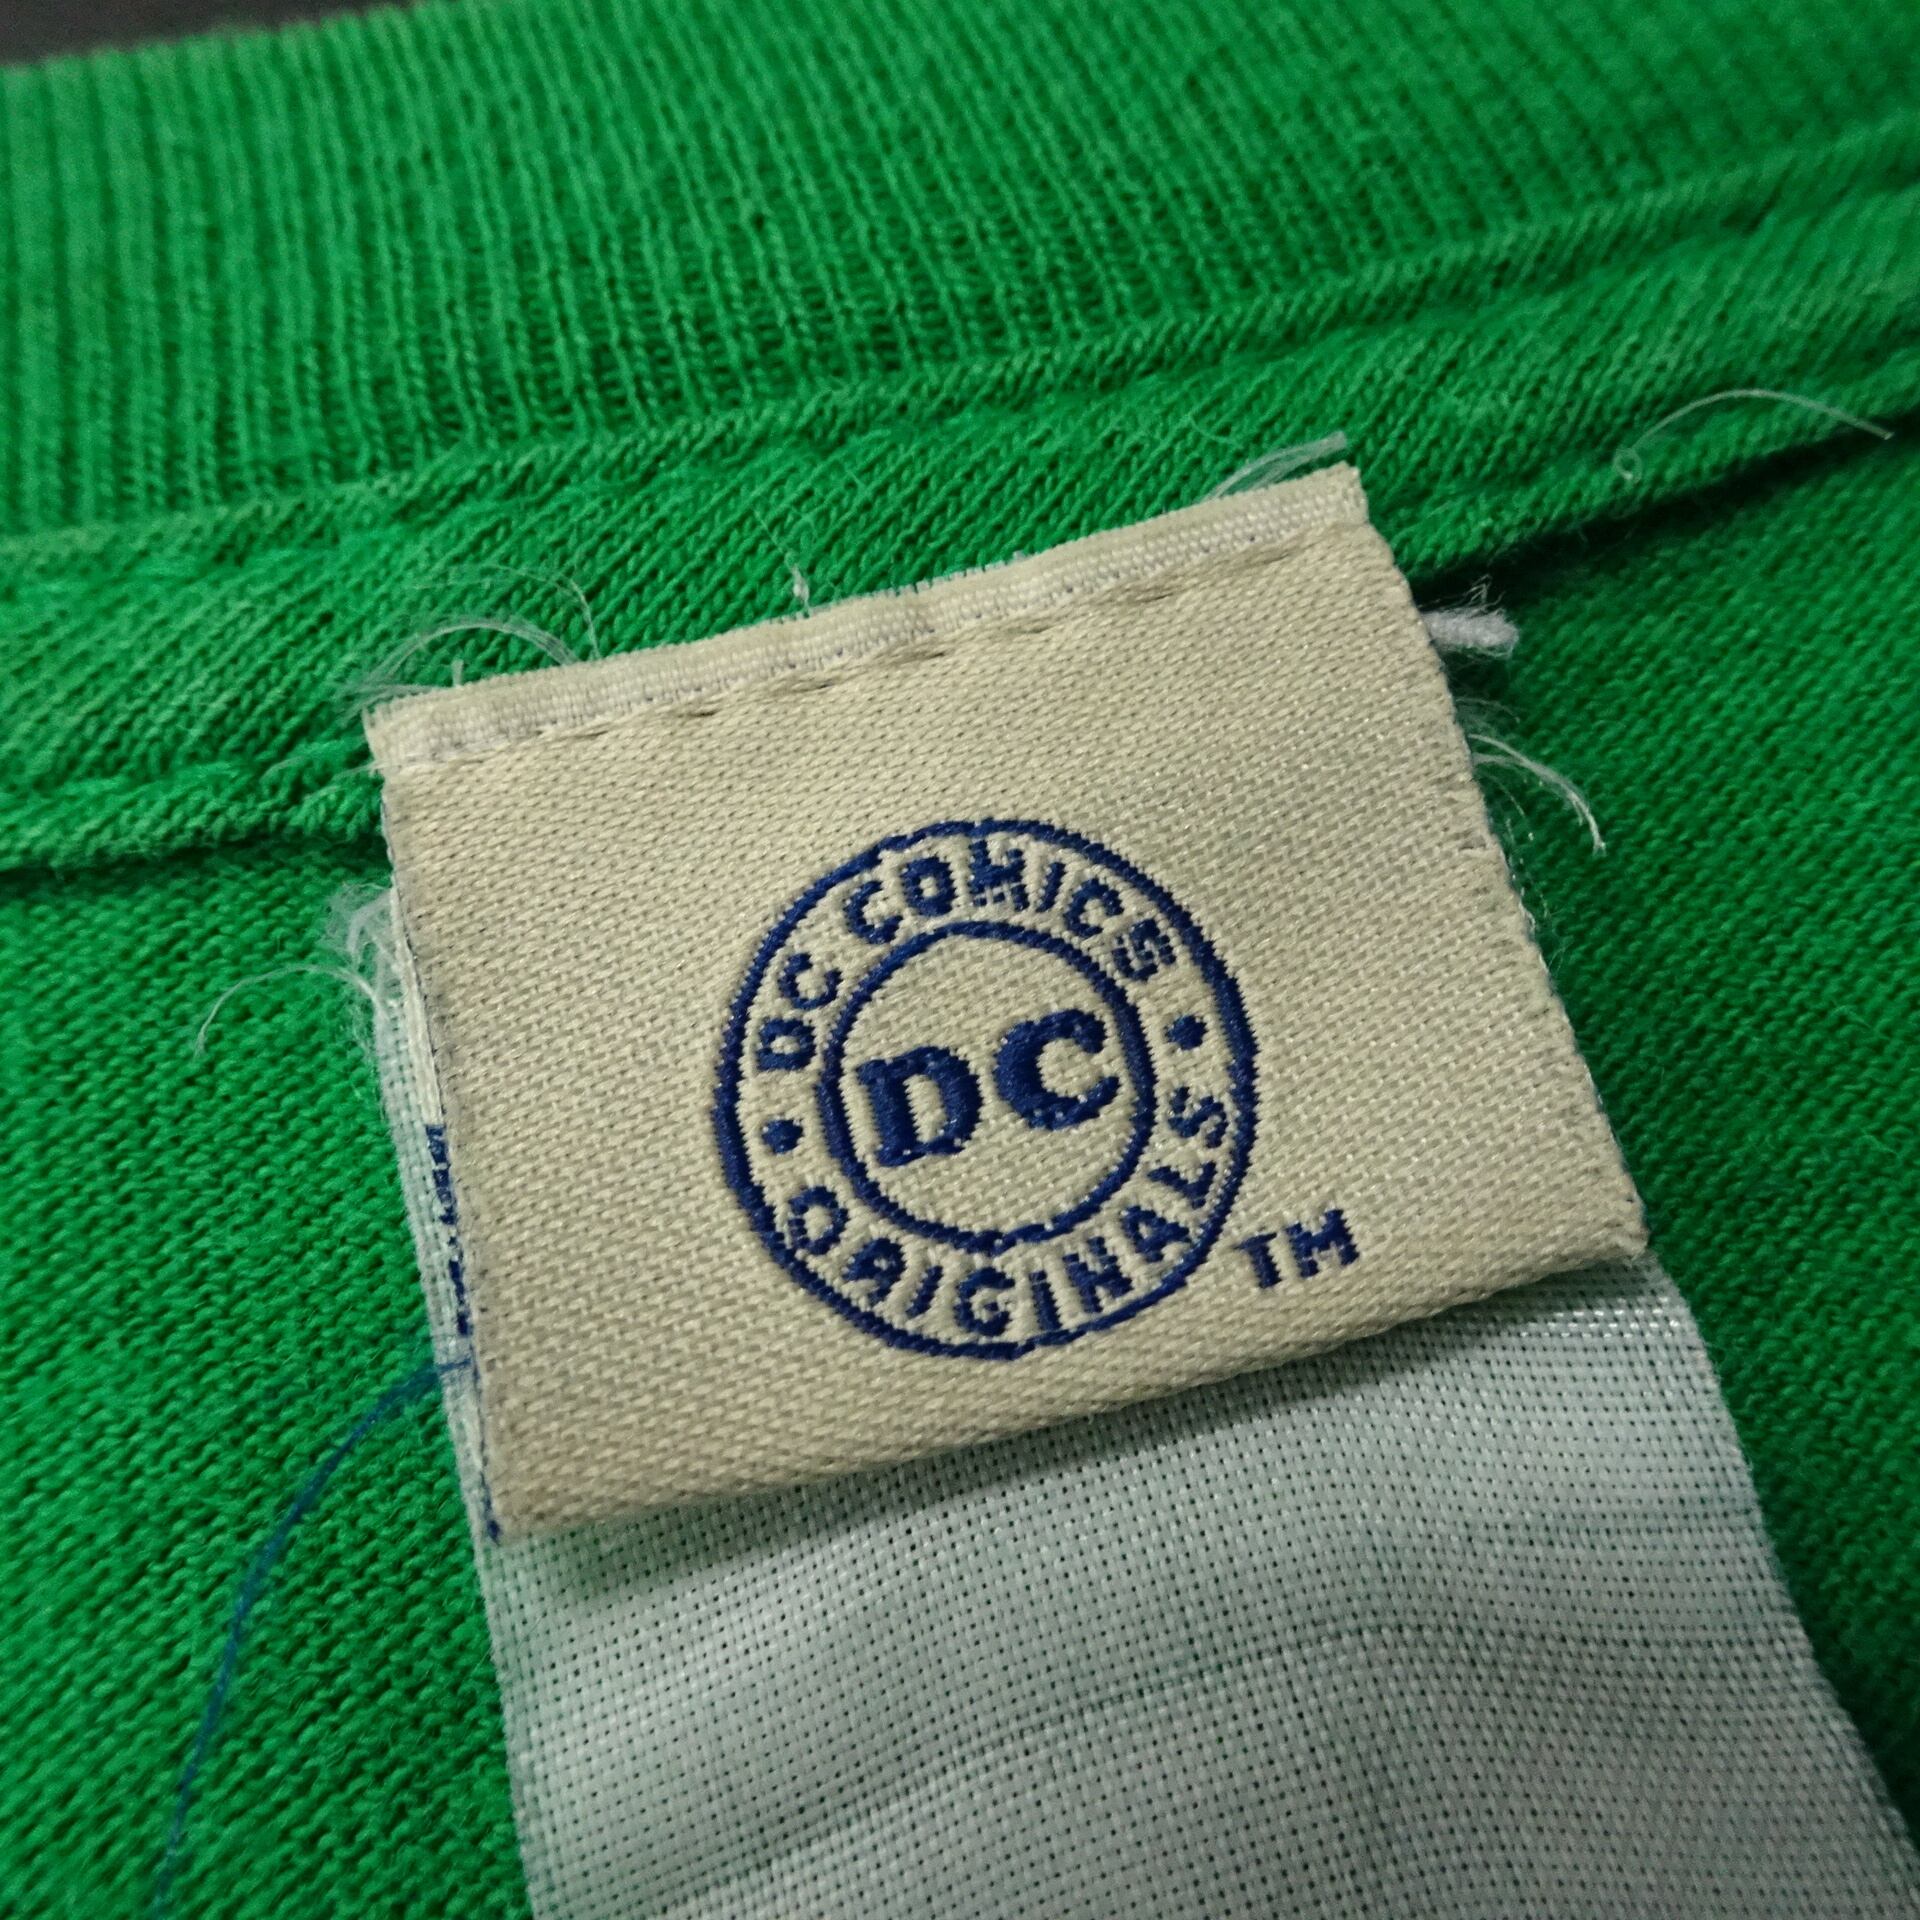 • DC COMICS •
DC
ORIGINALS
TM